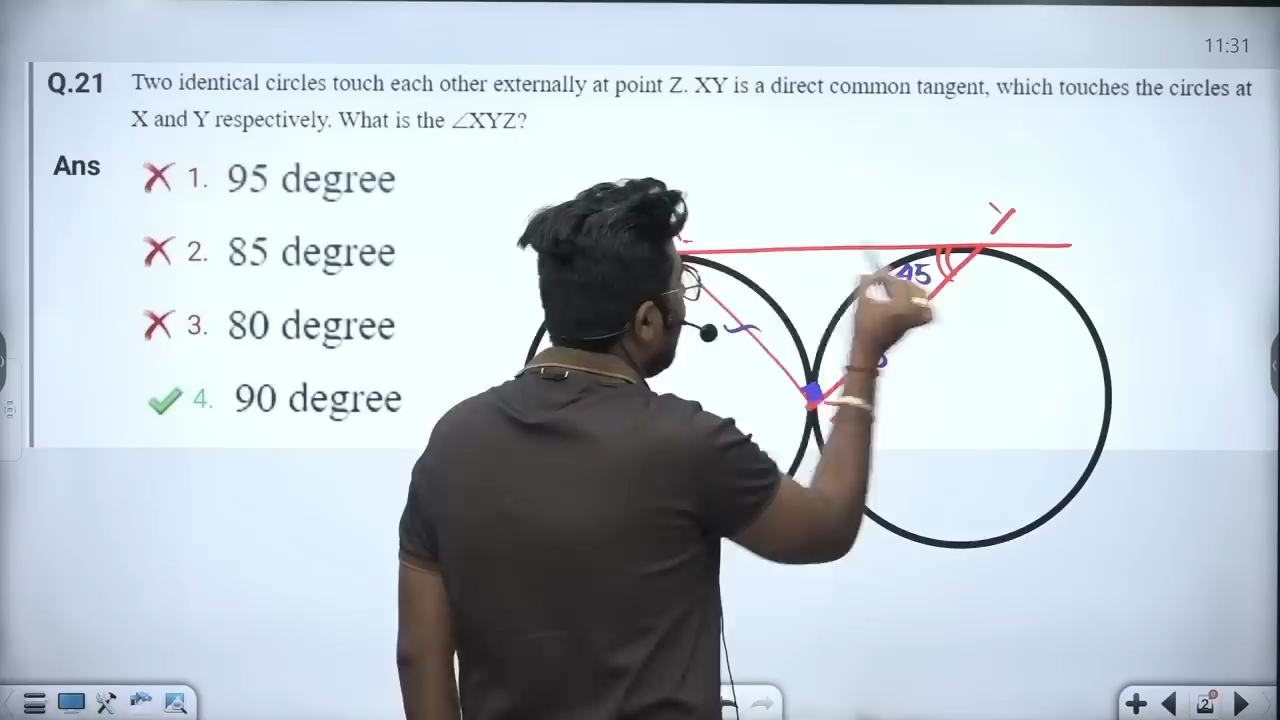 11:31
Q.21 Two identical circles touch each other externally at point Z. XY is a direct common tangent, which touches the circles at
X and Y respectively. What is the ∠XYZ?
Ans
1. 95 degree
2. 85 degree
3. 80 degree
4. 90 degree
45
2